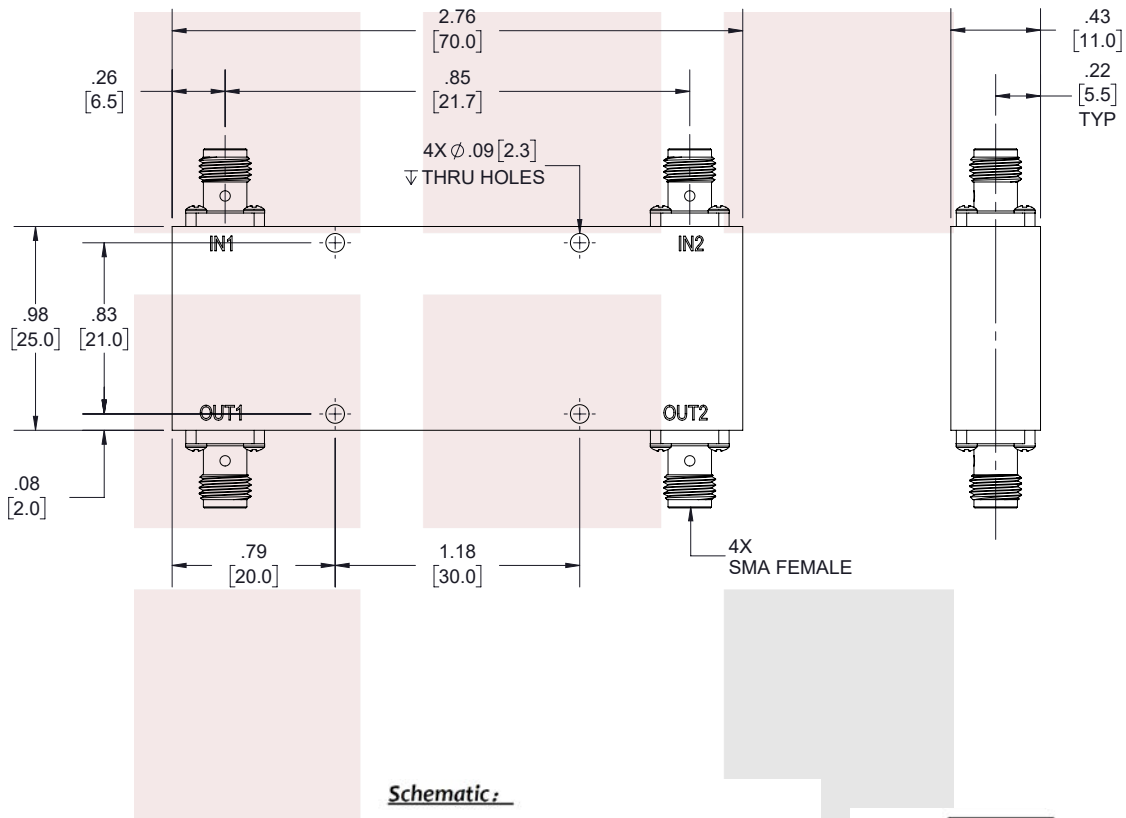 2.76
[70.0]
.43
[11.0]
.26
[6.5]
.85
[21.7]
.22
[5.5]
TYP
4X Ø .09 [2.3]
↧ THRU HOLES
IN1
IN2
.98
[25.0]
.83
[21.0]
OUT1
OUT2
.08
[2.0]
.79
[20.0]
1.18
[30.0]
4X
SMA FEMALE
Schematic: